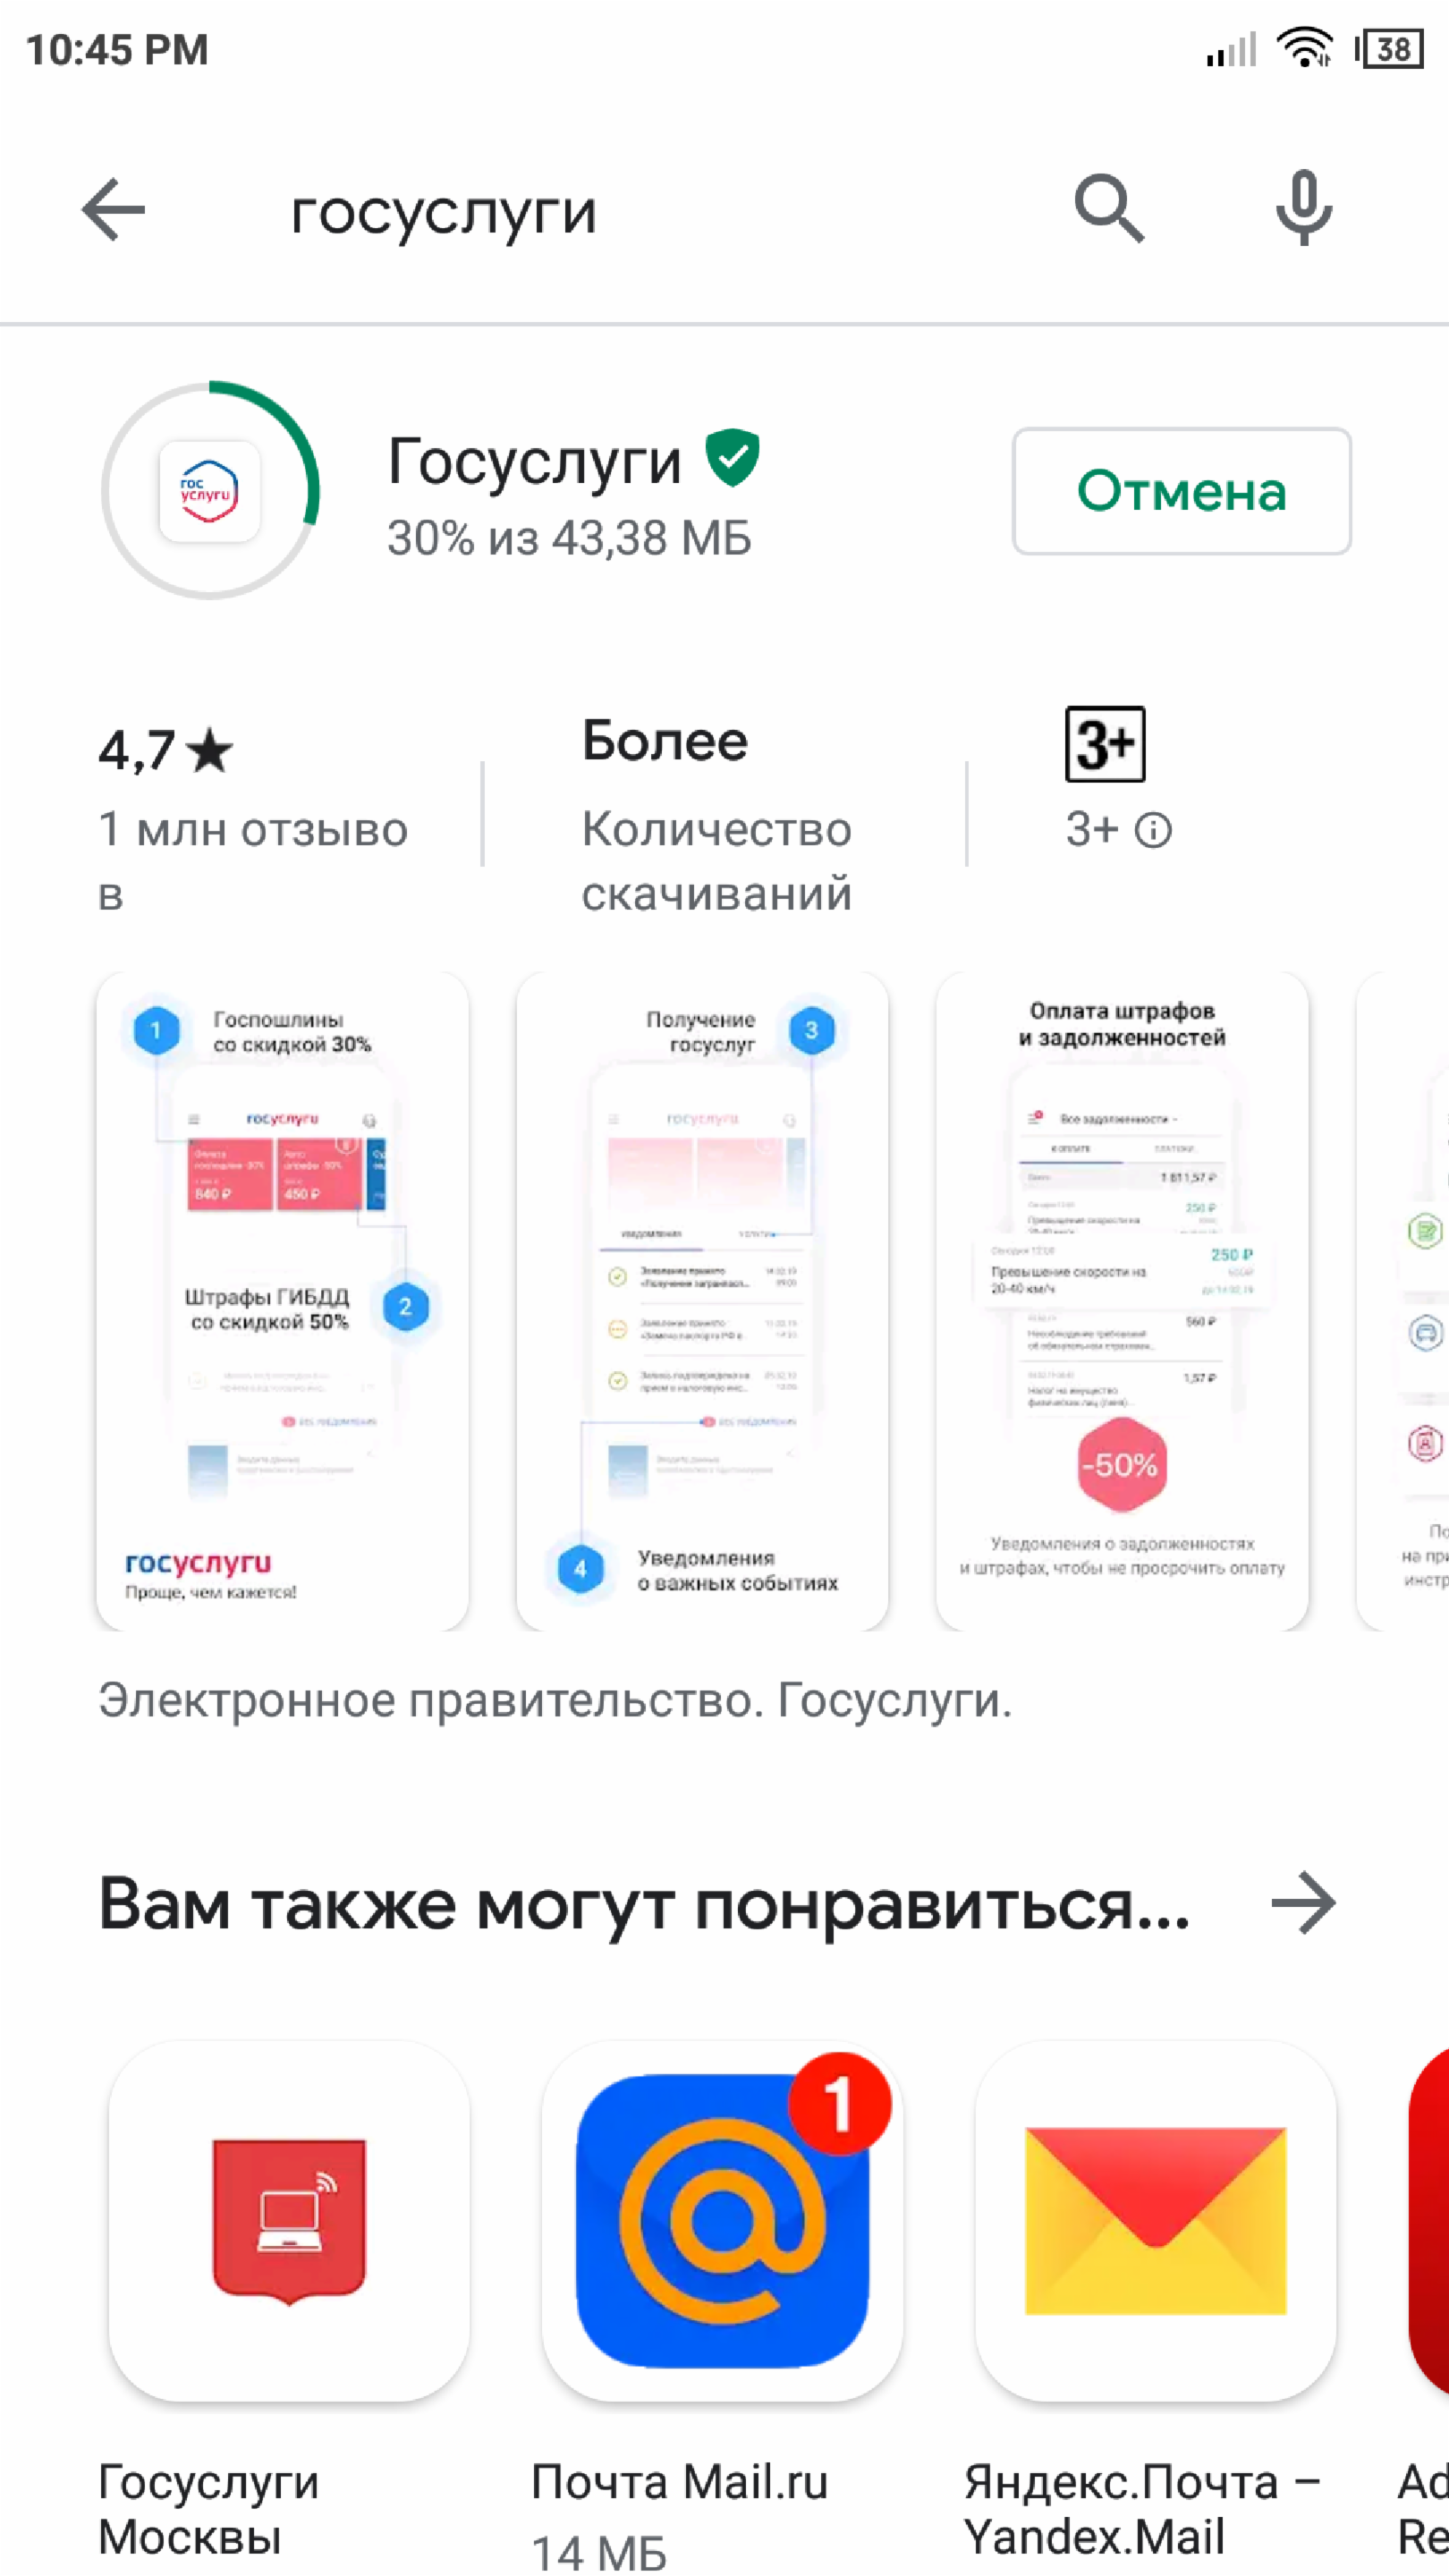 10:45 PM
38
госуслуги
гос
услуги
Госуслуги
30% из 43,38 МБ
Отмена
4,7★
1 млн отзыво
в
Более
Количество
скачиваний
3+
3+
1
Госпошлины
со скидкой 30%
госуслуги
840 ₽
450 ₽
Штрафы ГИБДД
со скидкой 50%
2
госуслуги
Проще, чем кажется!
Получение
госуслуг
3
госуслуги
4
Уведомления
о важных событиях
Оплата штрафов
и задолженностей
Все задолженности
1 811,57 ₽
250 ₽
250 ₽
Превышение скорости на
20-40 км/ч
560 ₽
1,57 ₽
-50%
Уведомления о задолженностях
и штрафах, чтобы не просрочить оплату
По
на при
инстр
Электронное правительство. Госуслуги.
Вам также могут понравиться...
1
Госуслуги
Москвы
Почта Mail.ru
14 МБ
Яндекс.Почта –
Yandex.Mail
Ad
Re